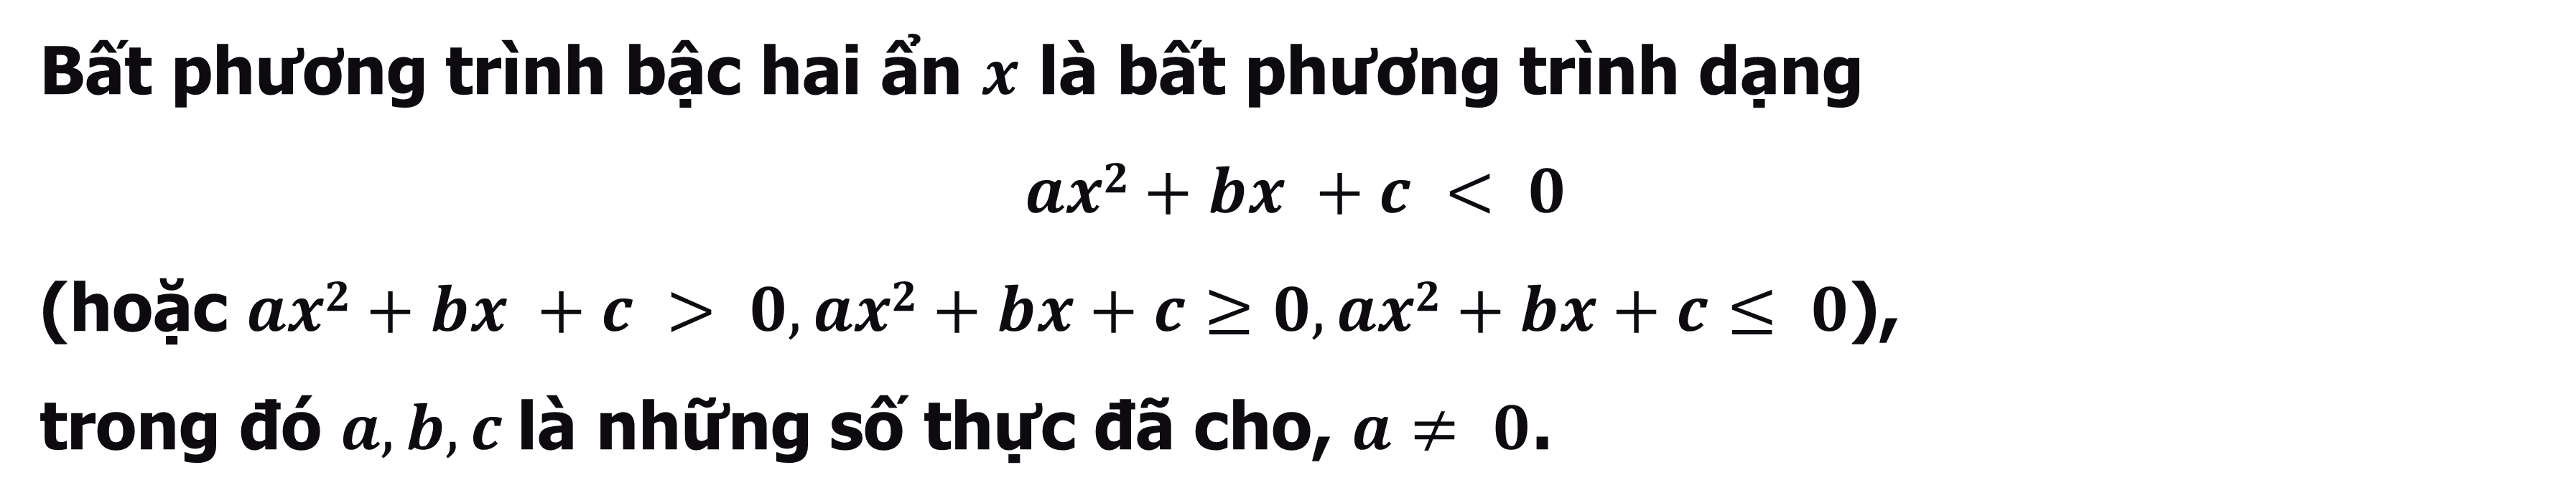 Bất phương trình bậc hai ẩn x là bất phương trình dạng
ax² + bx + c < 0
(hoặc ax² + bx + c > 0, ax² + bx + c ≥ 0, ax² + bx + c ≤ 0),
trong đó a, b, c là những số thực đã cho, a ≠ 0.